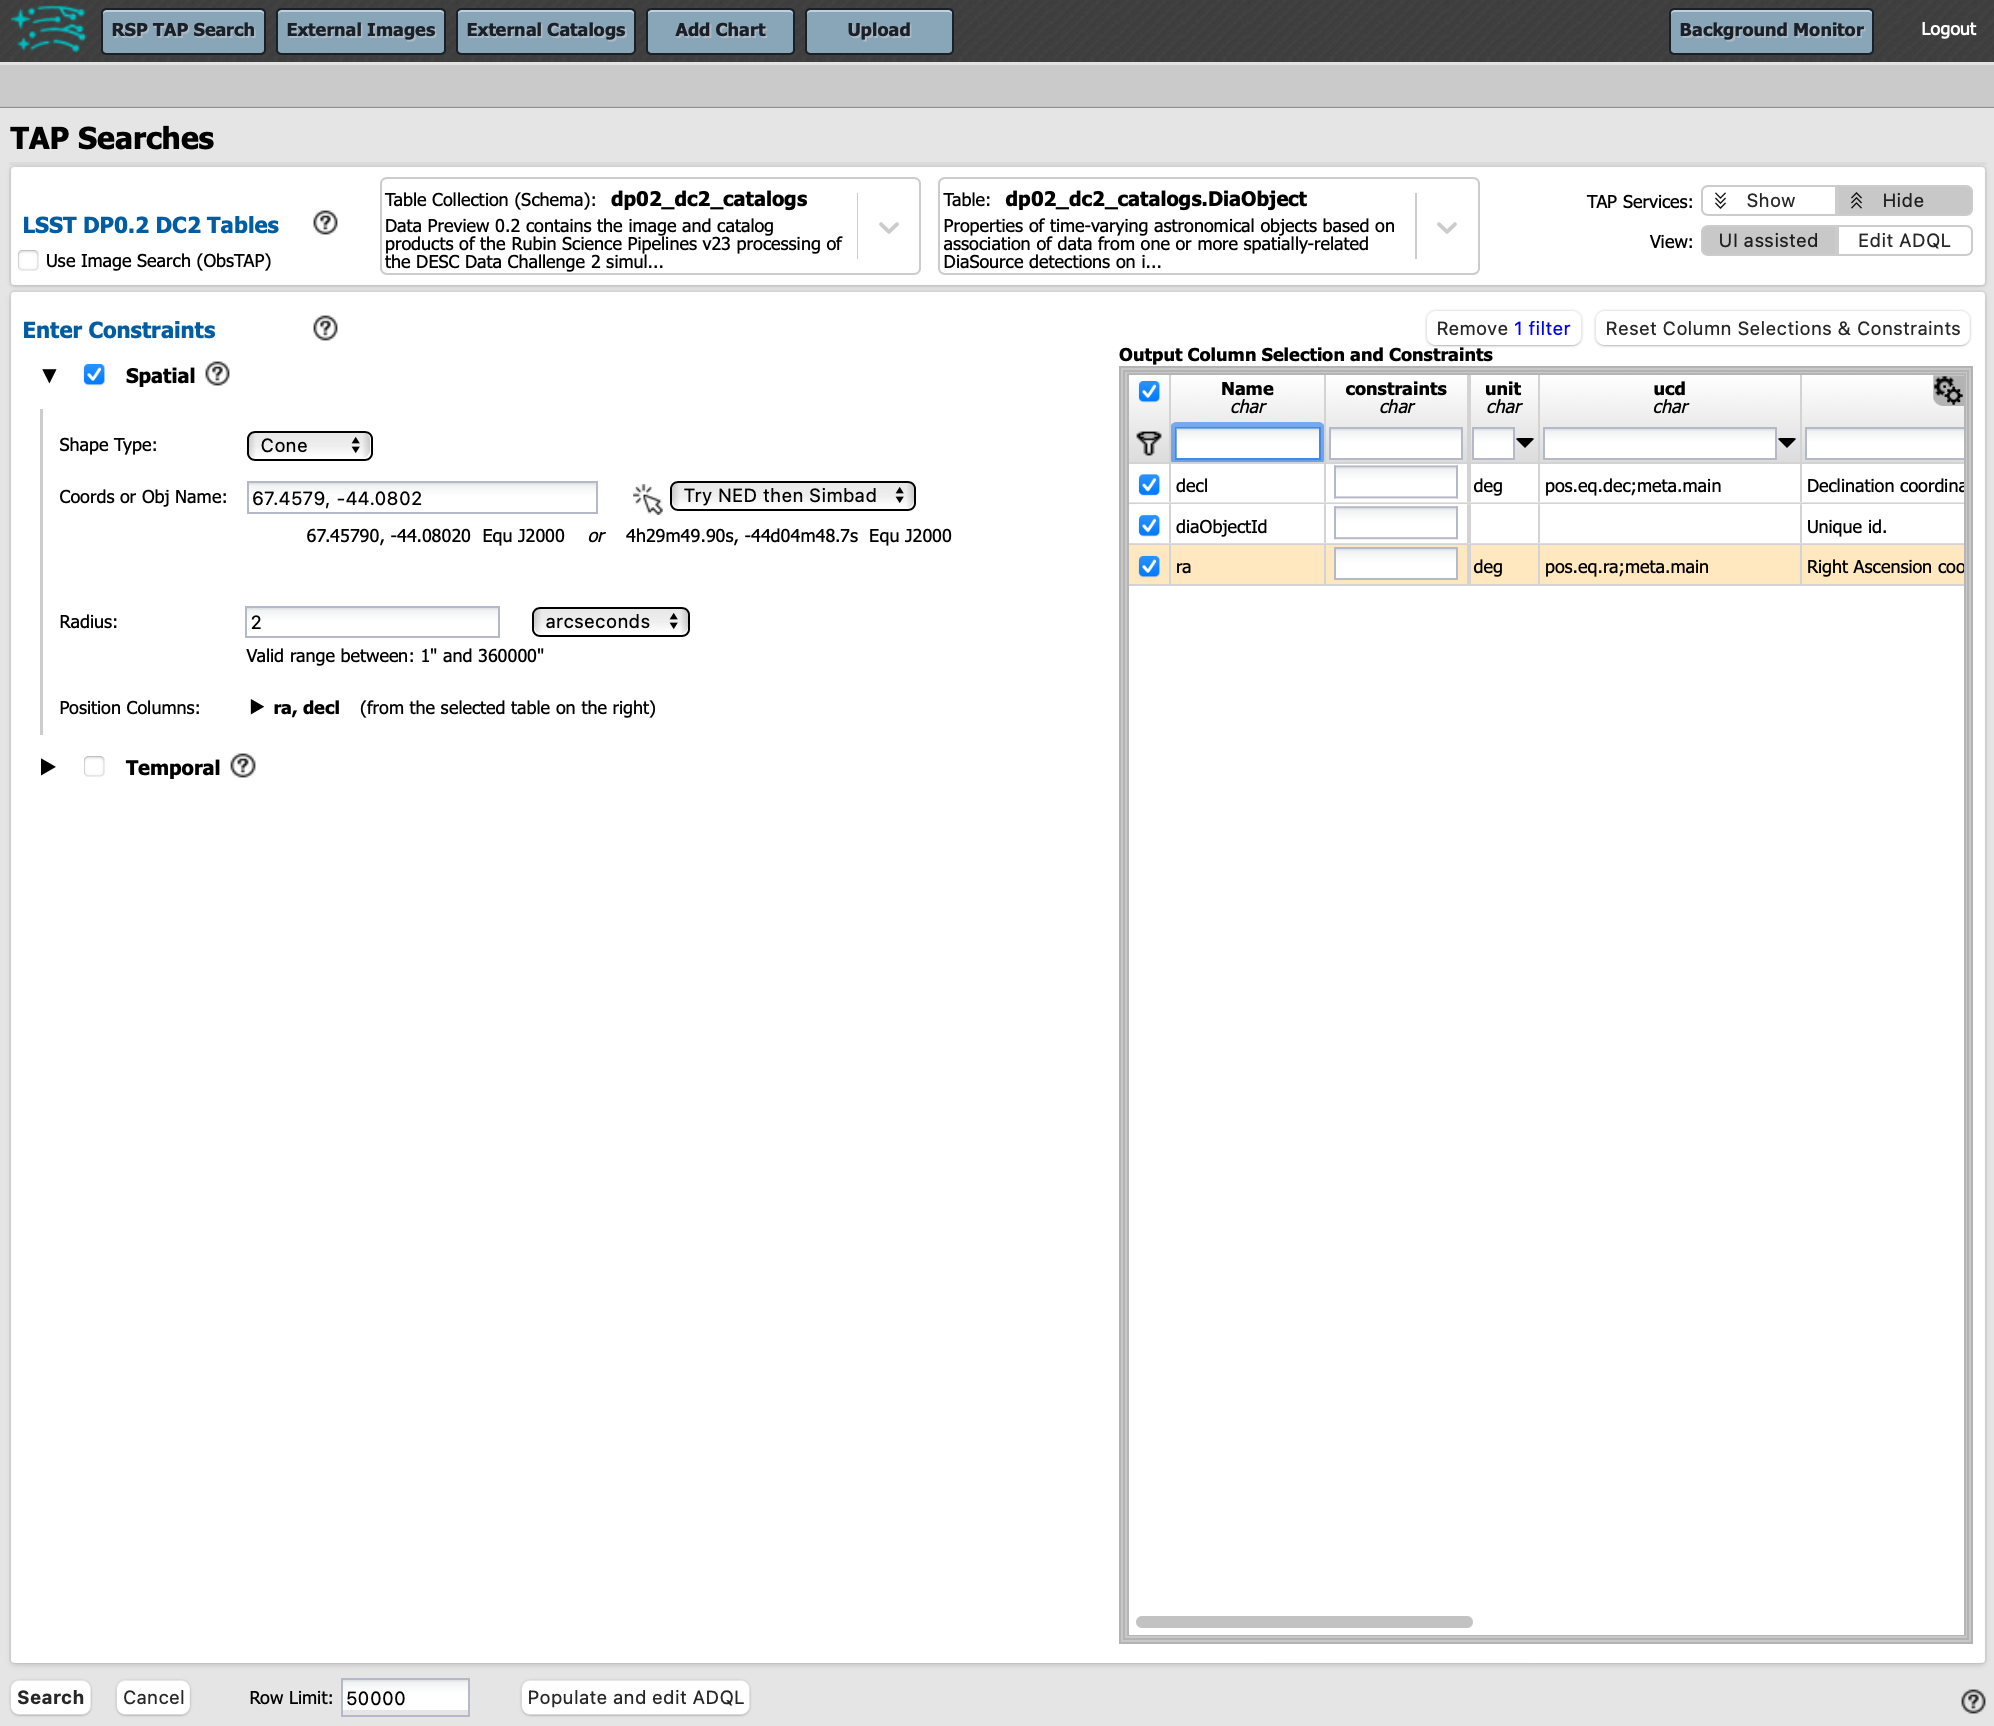 RSP TAP Search External Images External Catalogs Add Chart Upload Background Monitor Logout
TAP Searches
LSST DP0.2 DC2 Tables
Use Image Search (ObsTAP)
Table Collection (Schema): dp02_dc2_catalogs
Data Preview 0.2 contains the image and catalog
products of the Rubin Science Pipelines v23 processing of
the DESC Data Challenge 2 simul...
Table: dp02_dc2_catalogs.DiaObject
Properties of time-varying astronomical objects based on
association of data from one or more spatially-related
DiaSource detections on i...
TAP Services: Show Hide
View: UI assisted Edit ADQL
Enter Constraints
Remove 1 filter Reset Column Selections & Constraints
Spatial
Shape Type: Cone
Coords or Obj Name: 67.4579, -44.0802 Try NED then Simbad
67.45790, -44.08020 Equ J2000 or 4h29m49.90s, -44d04m48.7s Equ J2000
Radius: 2 arcseconds
Valid range between: 1" and 360000"
Position Columns: ra, decl (from the selected table on the right)
Temporal
Output Column Selection and Constraints
Name constraints unit ucd
char char char char
decl deg pos.eq.dec;meta.main Declination coordina
diaObjectId Unique id.
ra deg pos.eq.ra;meta.main Right Ascension coo
Search Cancel Row Limit: 50000 Populate and edit ADQL